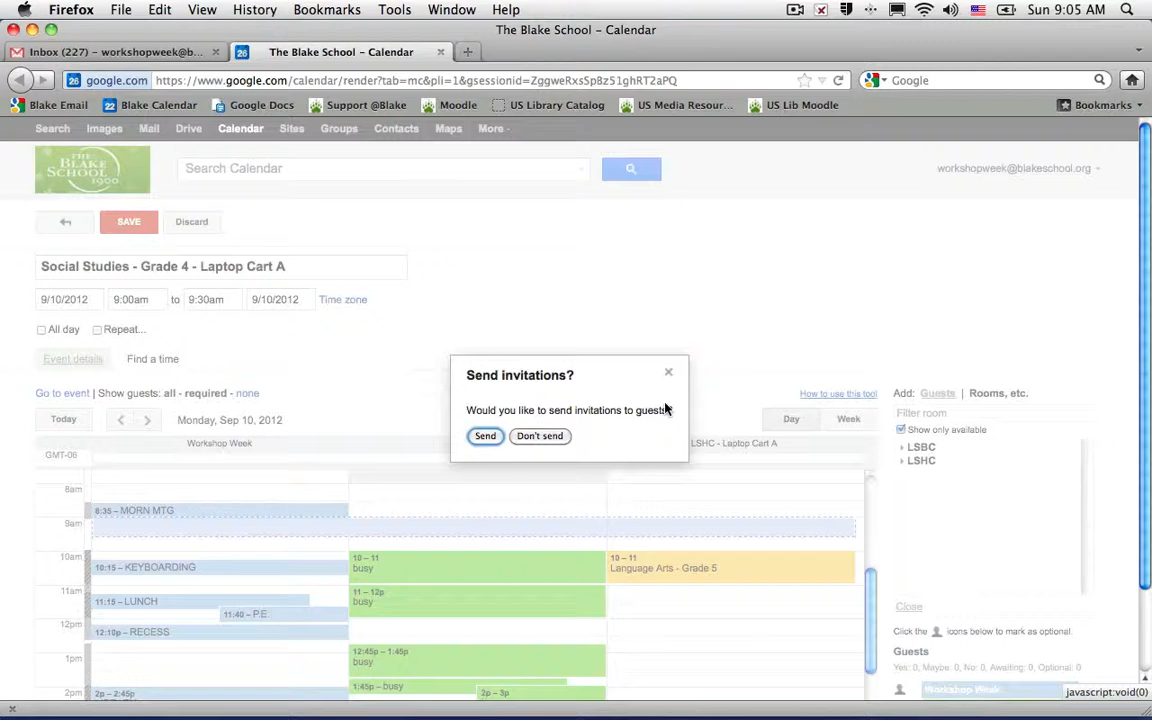 Firefox File Edit View History Bookmarks Tools Window Help Sun 9:05 AM
The Blake School - Calendar
Inbox (227) – workshopweek@b... The Blake School – Calendar
google.com https://www.google.com/calendar/render?tab=mc&pli=1&gsessionid=ZggweRxsSpBz51ghRT2aPQ Google
Blake Email 22 Blake Calendar Google Docs Support @Blake Moodle US Library Catalog US Media Resour... US Lib Moodle Bookmarks
Search Images Mail Drive Calendar Sites Groups Contacts Maps More
THE BLAKE SCHOOL 1900 Search Calendar workshopweek@blakeschool.org
SAVE Discard
Social Studies - Grade 4 - Laptop Cart A
9/10/2012 9:00am to 9:30am 9/10/2012 Time zone
All day Repeat...
Event details Find a time
Send invitations?
Would you like to send invitations to guests
Send Don't send
Go to event | Show guests: all - required - none How to use this tool
Today Monday, Sep 10, 2012 Day Week
Workshop Week LSHC - Laptop Cart A
GMT-06
8am
8:35 – MORN MTG
9am
10am 10 – 11 10 – 11
busy Language Arts - Grade 5
10:15 – KEYBOARDING
11am 11 – 12p
busy
11:15 – LUNCH
11:40 – P.E.
12pm
12:10p – RECESS
12:45p – 1:45p
1pm busy
1:45p – busy
2pm 2p – 2:45p 2p – 3p
Add: Guests | Rooms, etc.
Filter room
Show only available
LSBC
LSHC
Close
Click the icons below to mark as optional.
Guests
Yes: 0, Maybe: 0, No: 0, Awaiting: 0, Optional: 0
Workshop Week
javascript:void(0)